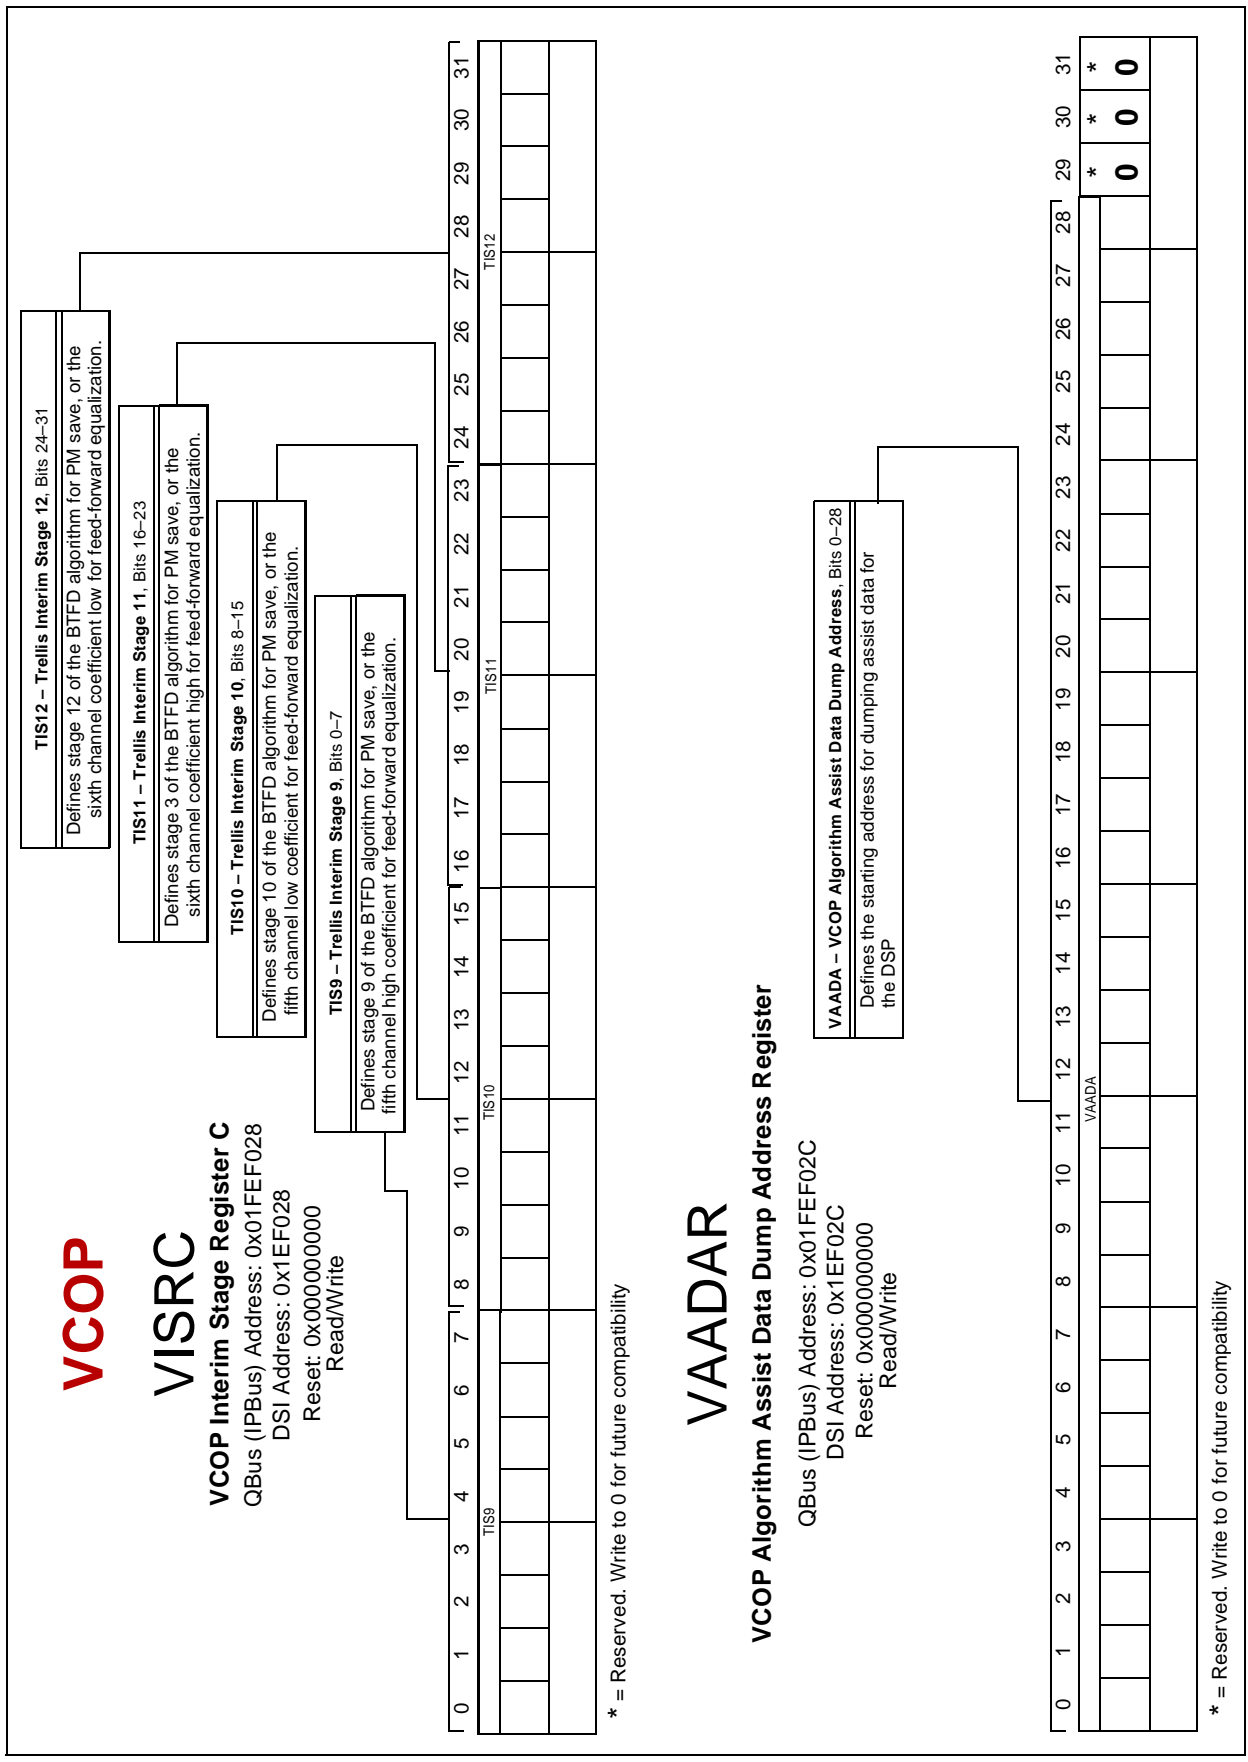 VCOP
VISRC
VCOP Interim Stage Register C
QBus (IPBus) Address: 0x01FEF028
DSI Address: 0x1EF028
Reset: 0x000000000
Read/Write
TIS12 – Trellis Interim Stage 12, Bits 24–31
Defines stage 12 of the BTFD algorithm for PM save, or the
sixth channel coefficient low for feed-forward equalization.
TIS11 – Trellis Interim Stage 11, Bits 16–23
Defines stage 3 of the BTFD algorithm for PM save, or the
sixth channel coefficient high for feed-forward equalization.
TIS10 – Trellis Interim Stage 10, Bits 8–15
Defines stage 10 of the BTFD algorithm for PM save, or the
fifth channel low coefficient for feed-forward equalization.
TIS9 – Trellis Interim Stage 9, Bits 0–7
Defines stage 9 of the BTFD algorithm for PM save, or the
fifth channel high coefficient for feed-forward equalization.
0 1 2 3 4 5 6 7 8 9 10 11 12 13 14 15 16 17 18 19 20 21 22 23 24 25 26 27 28 29 30 31
TIS9 TIS10 TIS11 TIS12
* = Reserved. Write to 0 for future compatibility
VAADAR
VCOP Algorithm Assist Data Dump Address Register
QBus (IPBus) Address: 0x01FEF02C
DSI Address: 0x1EF02C
Reset: 0x000000000
Read/Write
VAADA – VCOP Algorithm Assist Data Dump Address, Bits 0–28
Defines the starting address for dumping assist data for
the DSP
0 1 2 3 4 5 6 7 8 9 10 11 12 13 14 15 16 17 18 19 20 21 22 23 24 25 26 27 28 29 30 31
VAADA * * *
0 0 0
* = Reserved. Write to 0 for future compatibility